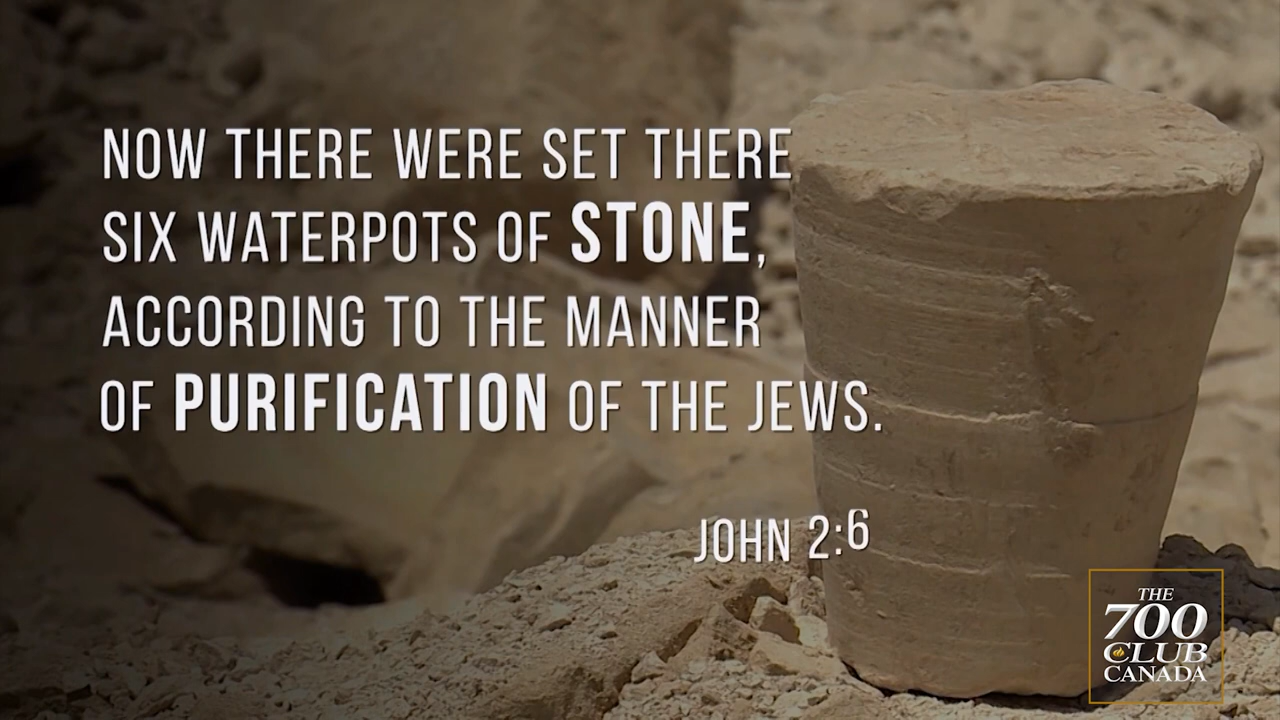 NOW THERE WERE SET THERE
SIX WATERPOTS OF STONE,
ACCORDING TO THE MANNER
OF PURIFICATION OF THE JEWS.
JOHN 2:6
THE
700
CLUB
CANADA